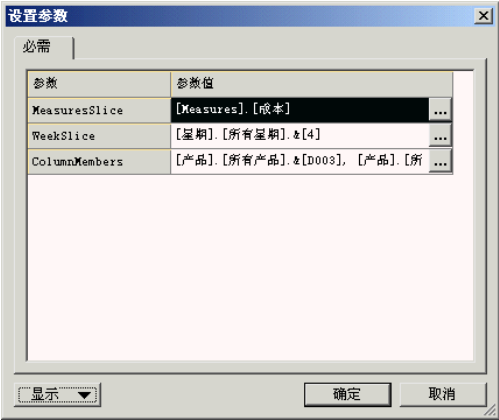 设置参数
必需
参数 参数值
MeasuresSlice [Measures].[成本] ...
WeekSlice [星期].[所有星期].&[4] ...
ColumnMembers [产品].[所有产品].&[D003], [产品].[所 ...
显示 确定 取消